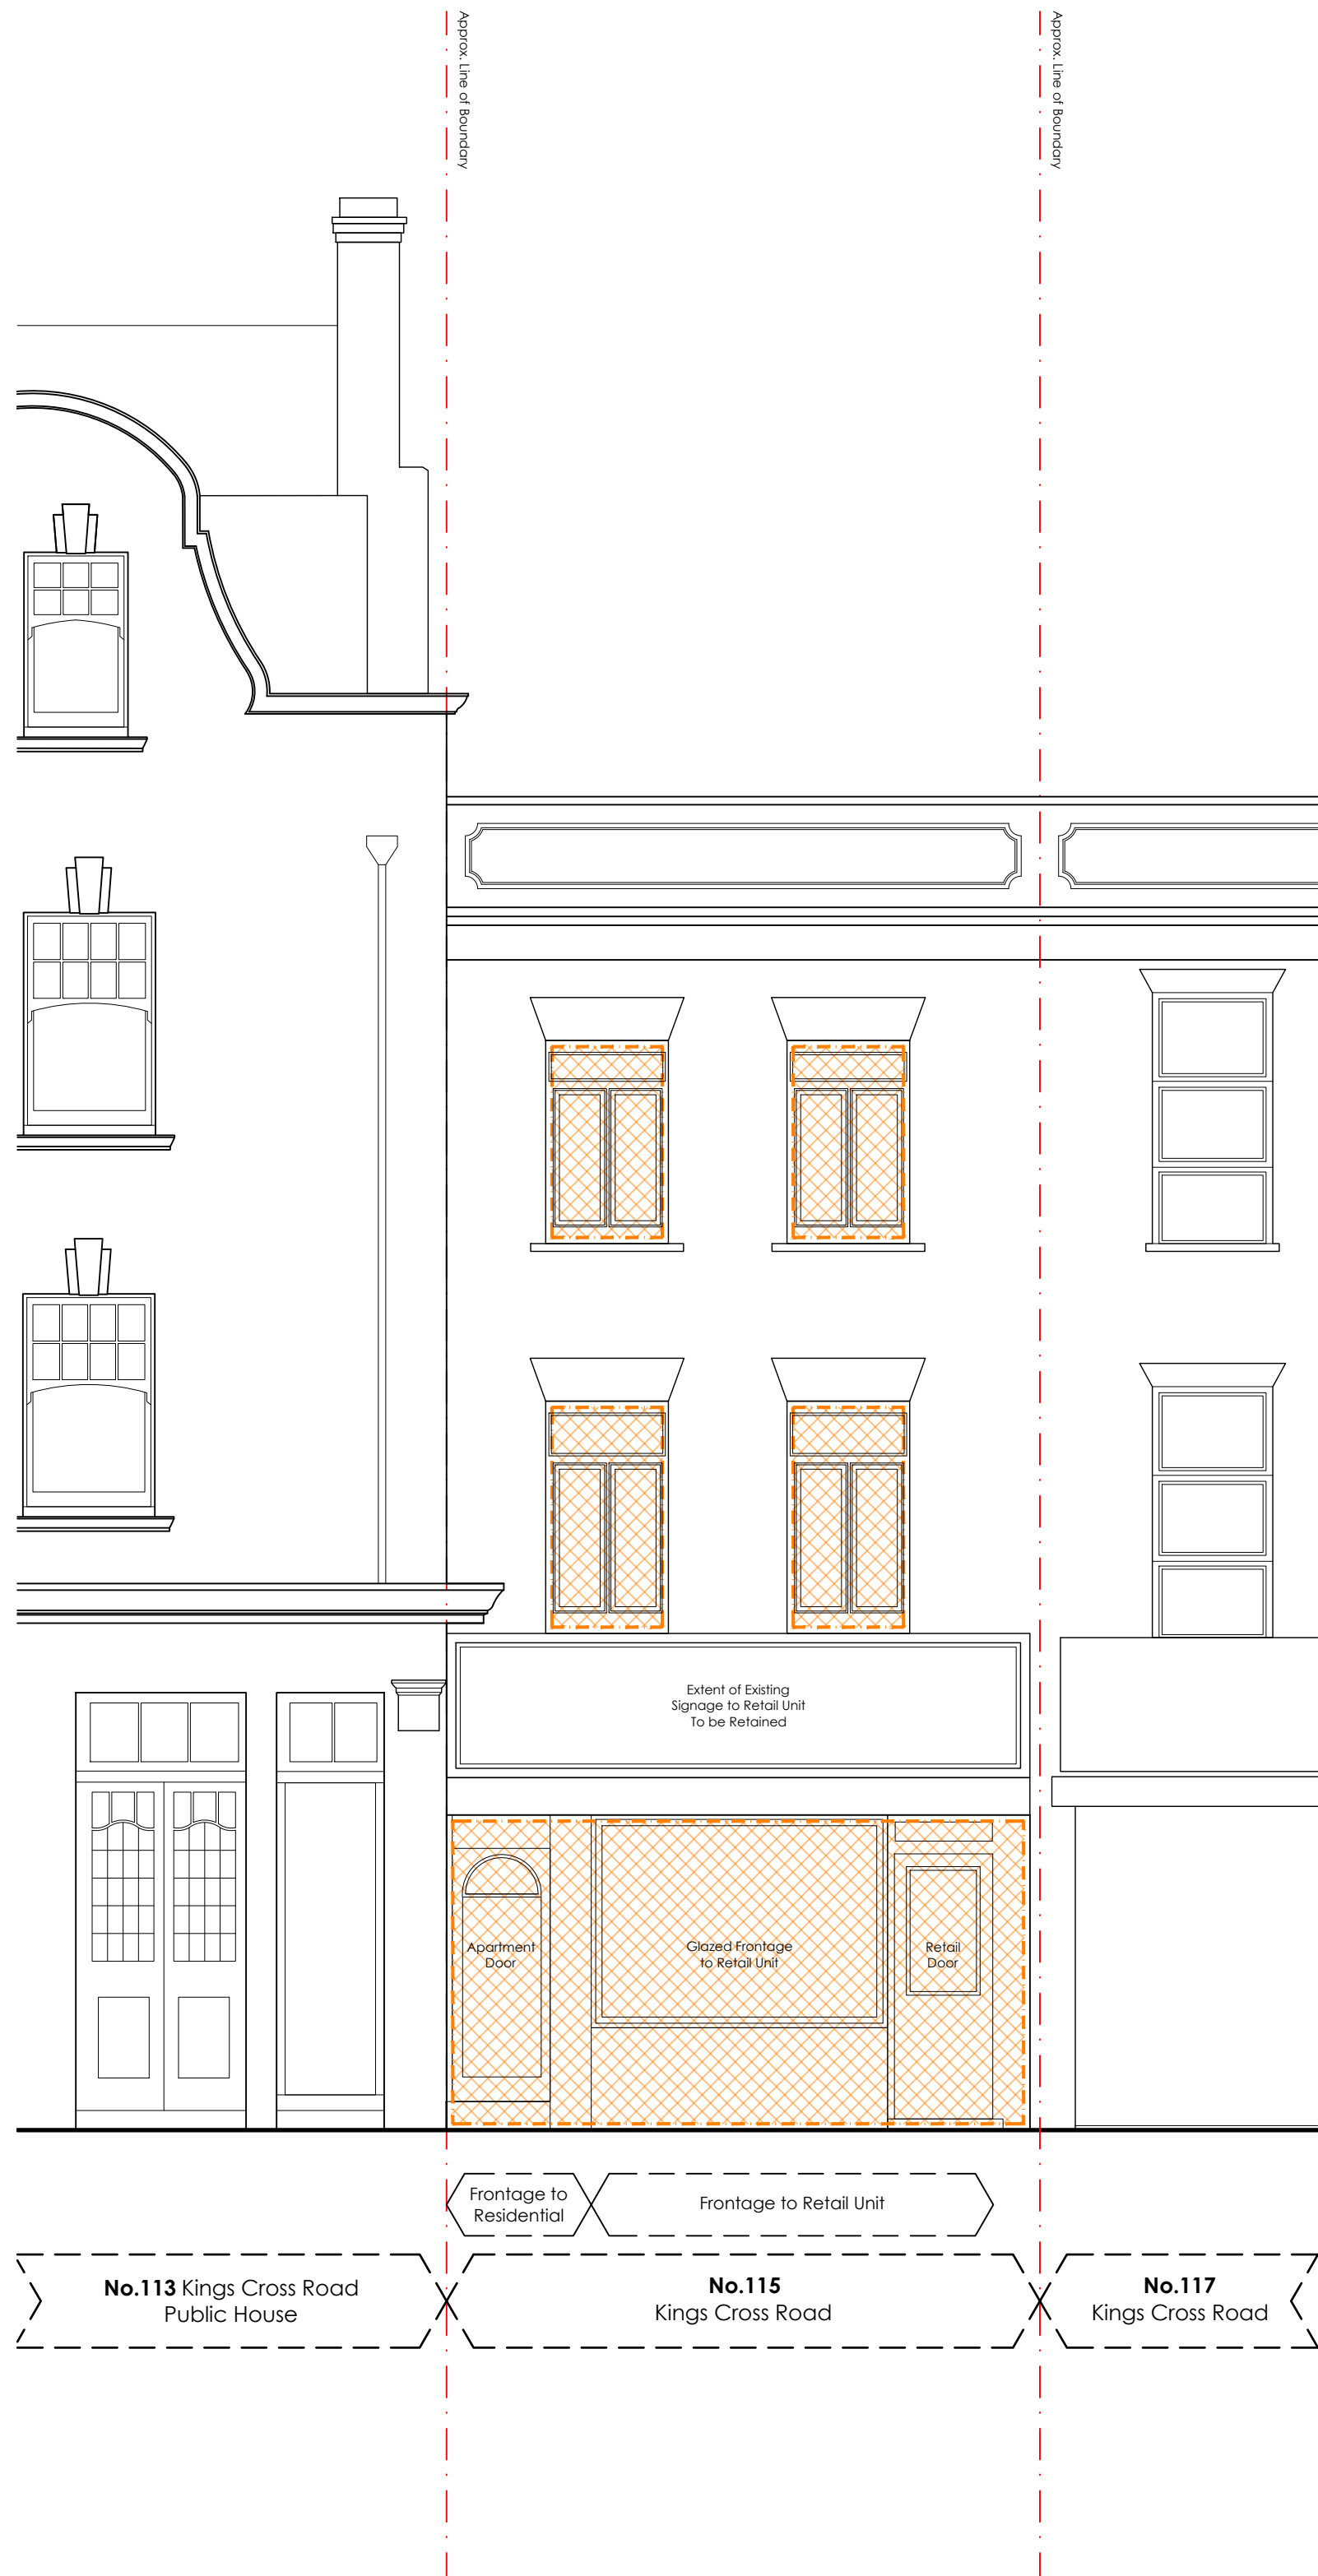 Approx. Line of Boundary
Approx. Line of Boundary
Extent of Existing
Signage to Retail Unit
To be Retained
Apartment
Door
Glazed Frontage
to Retail Unit
Retail
Door
Frontage to
Residential
Frontage to Retail Unit
No.113 Kings Cross Road
Public House
No.115
Kings Cross Road
No.117
Kings Cross Road